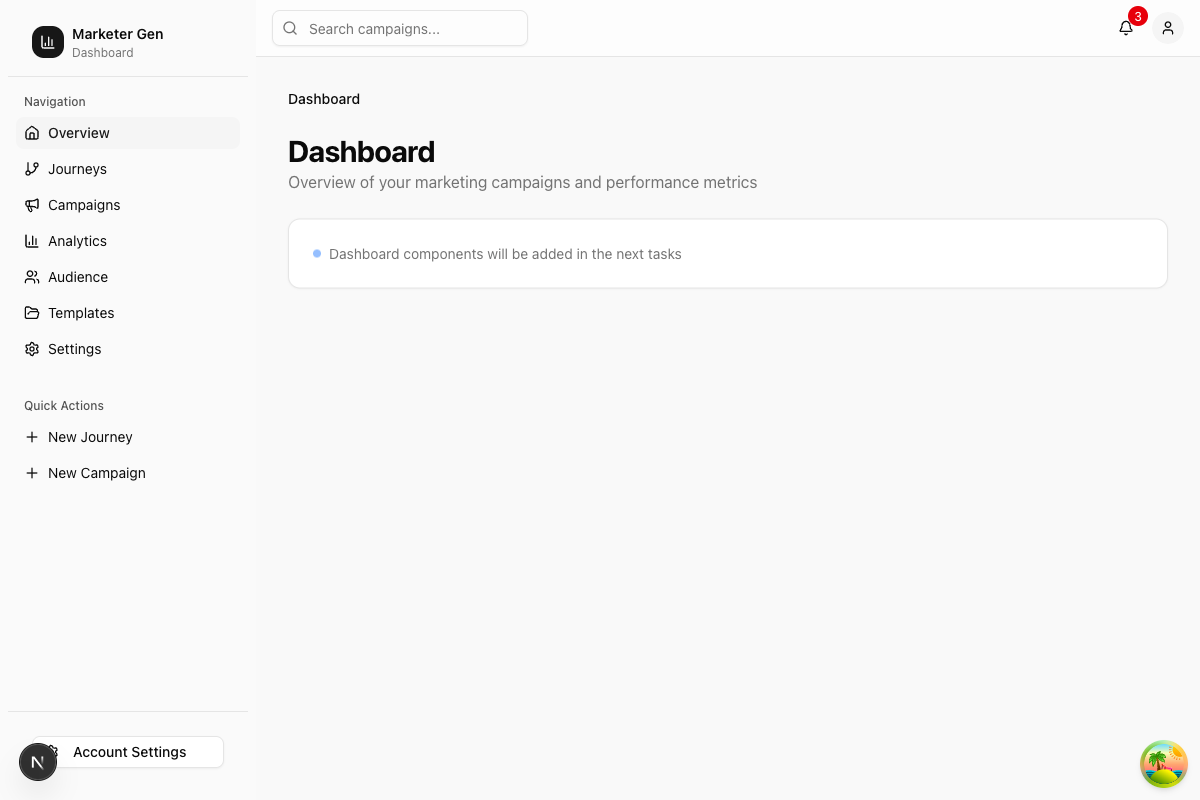 Marketer Gen
Dashboard
Navigation
Overview
Journeys
Campaigns
Analytics
Audience
Templates
Settings
Quick Actions
New Journey
New Campaign
Account Settings
N
Search campaigns...
3
Dashboard
Dashboard
Overview of your marketing campaigns and performance metrics
Dashboard components will be added in the next tasks